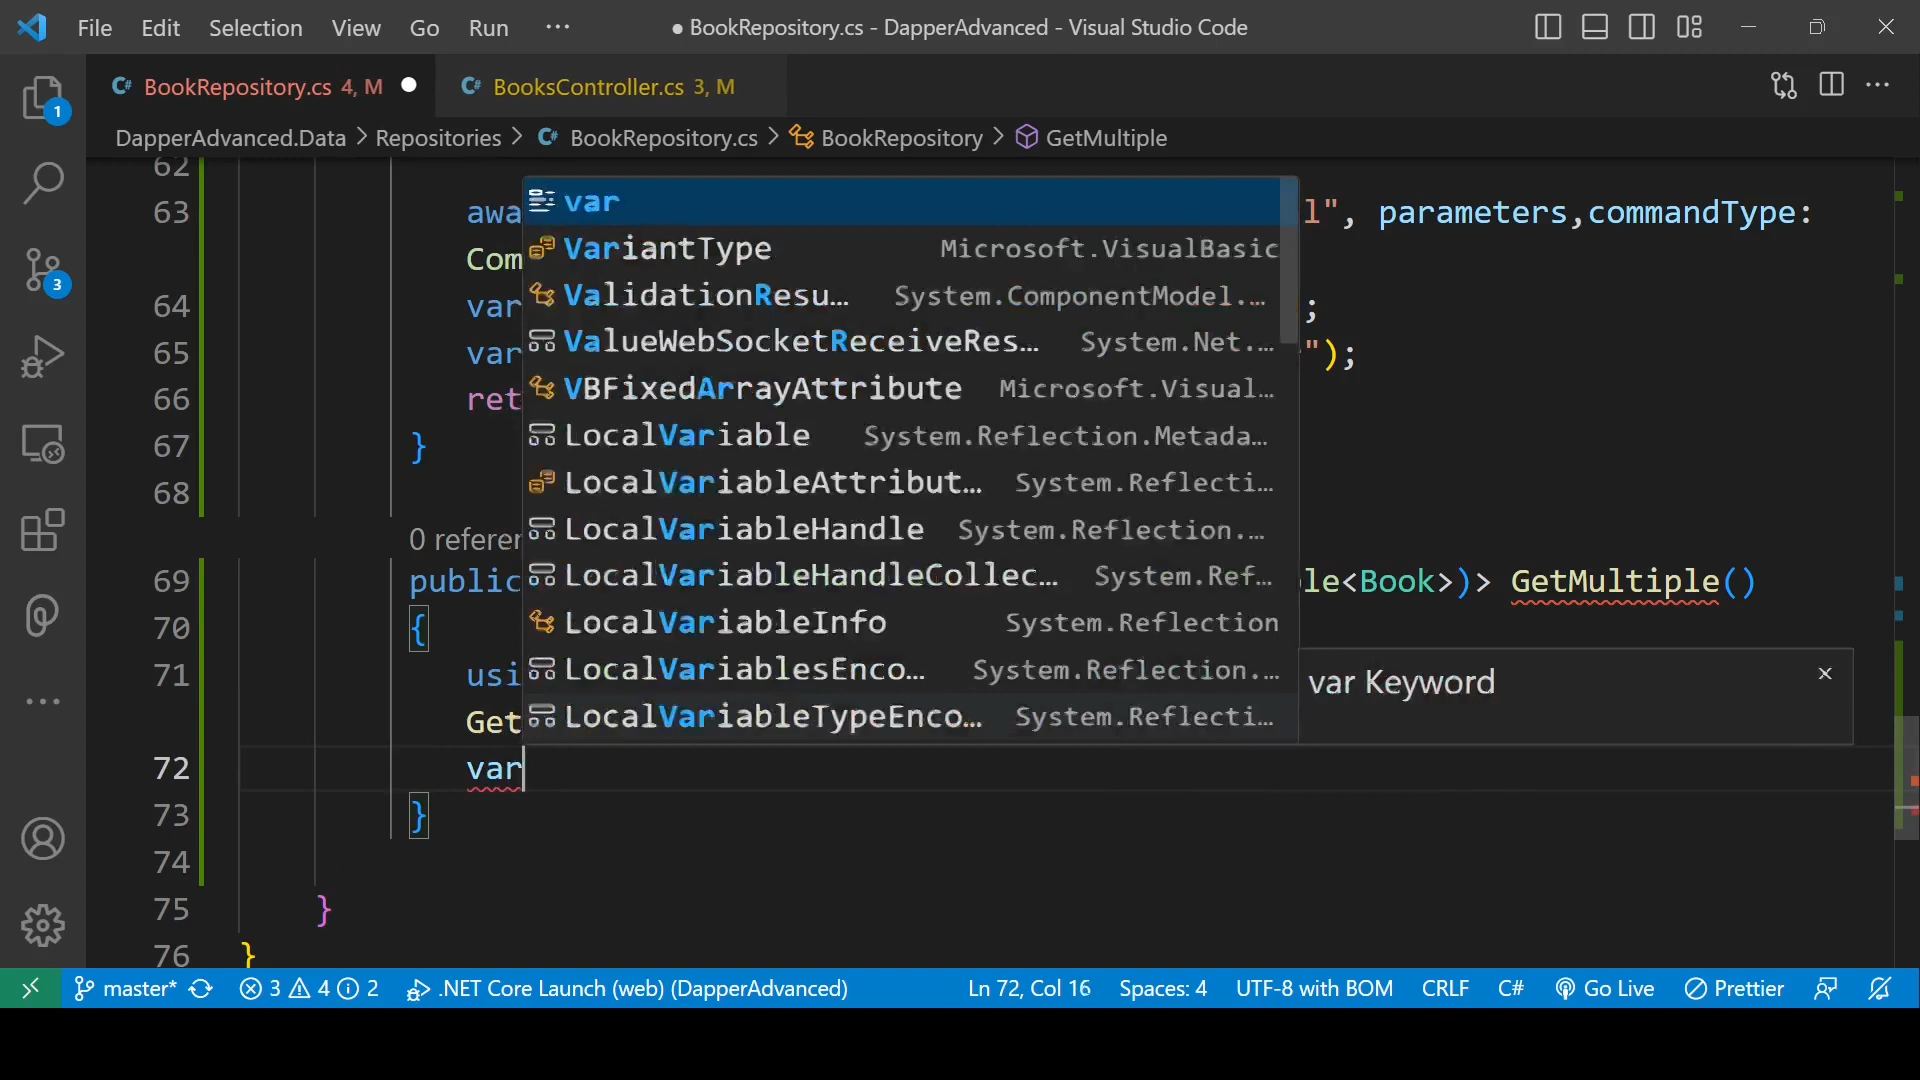 File Edit Selection View Go Run ··· ● BookRepository.cs - DapperAdvanced - Visual Studio Code
C# BookRepository.cs 4, M ● C# BooksController.cs 3, M
DapperAdvanced.Data > Repositories > C# BookRepository.cs > BookRepository > GetMultiple
62
63 awa l", parameters,commandType:
Com
64 var ;
65 var ");
66 ret
67 }
68
0 refere
69 public le<Book>)> GetMultiple()
70 {
71 usi
Get
72 var
73 }
74
75 }
76 }
var
VariantType Microsoft.VisualBasic
ValidationResu… System.ComponentModel.…
ValueWebSocketReceiveRes… System.Net.…
VBFixedArrayAttribute Microsoft.Visual…
LocalVariable System.Reflection.Metada…
LocalVariableAttribut… System.Reflecti…
LocalVariableHandle System.Reflection.…
LocalVariableHandleCollec… System.Ref…
LocalVariableInfo System.Reflection
LocalVariablesEnco… System.Reflection.…
LocalVariableTypeEnco… System.Reflecti…
var Keyword
1
3
master* 3 4 2 .NET Core Launch (web) (DapperAdvanced) Ln 72, Col 16 Spaces: 4 UTF-8 with BOM CRLF C# Go Live Prettier